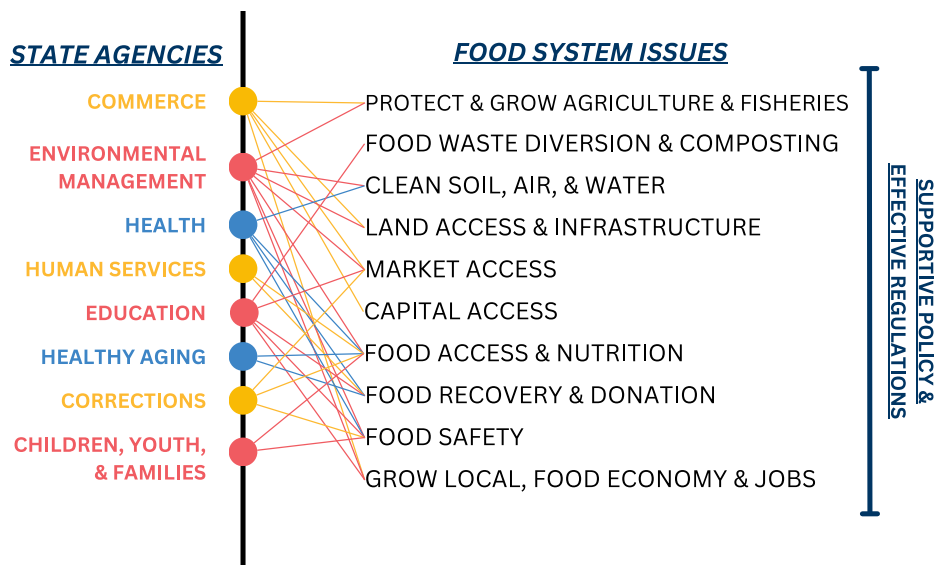 STATE AGENCIES
COMMERCE
ENVIRONMENTAL
MANAGEMENT
HEALTH
HUMAN SERVICES
EDUCATION
HEALTHY AGING
CORRECTIONS
CHILDREN, YOUTH,
& FAMILIES
FOOD SYSTEM ISSUES
PROTECT & GROW AGRICULTURE & FISHERIES
FOOD WASTE DIVERSION & COMPOSTING
CLEAN SOIL, AIR, & WATER
LAND ACCESS & INFRASTRUCTURE
MARKET ACCESS
CAPITAL ACCESS
FOOD ACCESS & NUTRITION
FOOD RECOVERY & DONATION
FOOD SAFETY
GROW LOCAL, FOOD ECONOMY & JOBS
SUPPORTIVE POLICY &
EFFECTIVE REGULATIONS